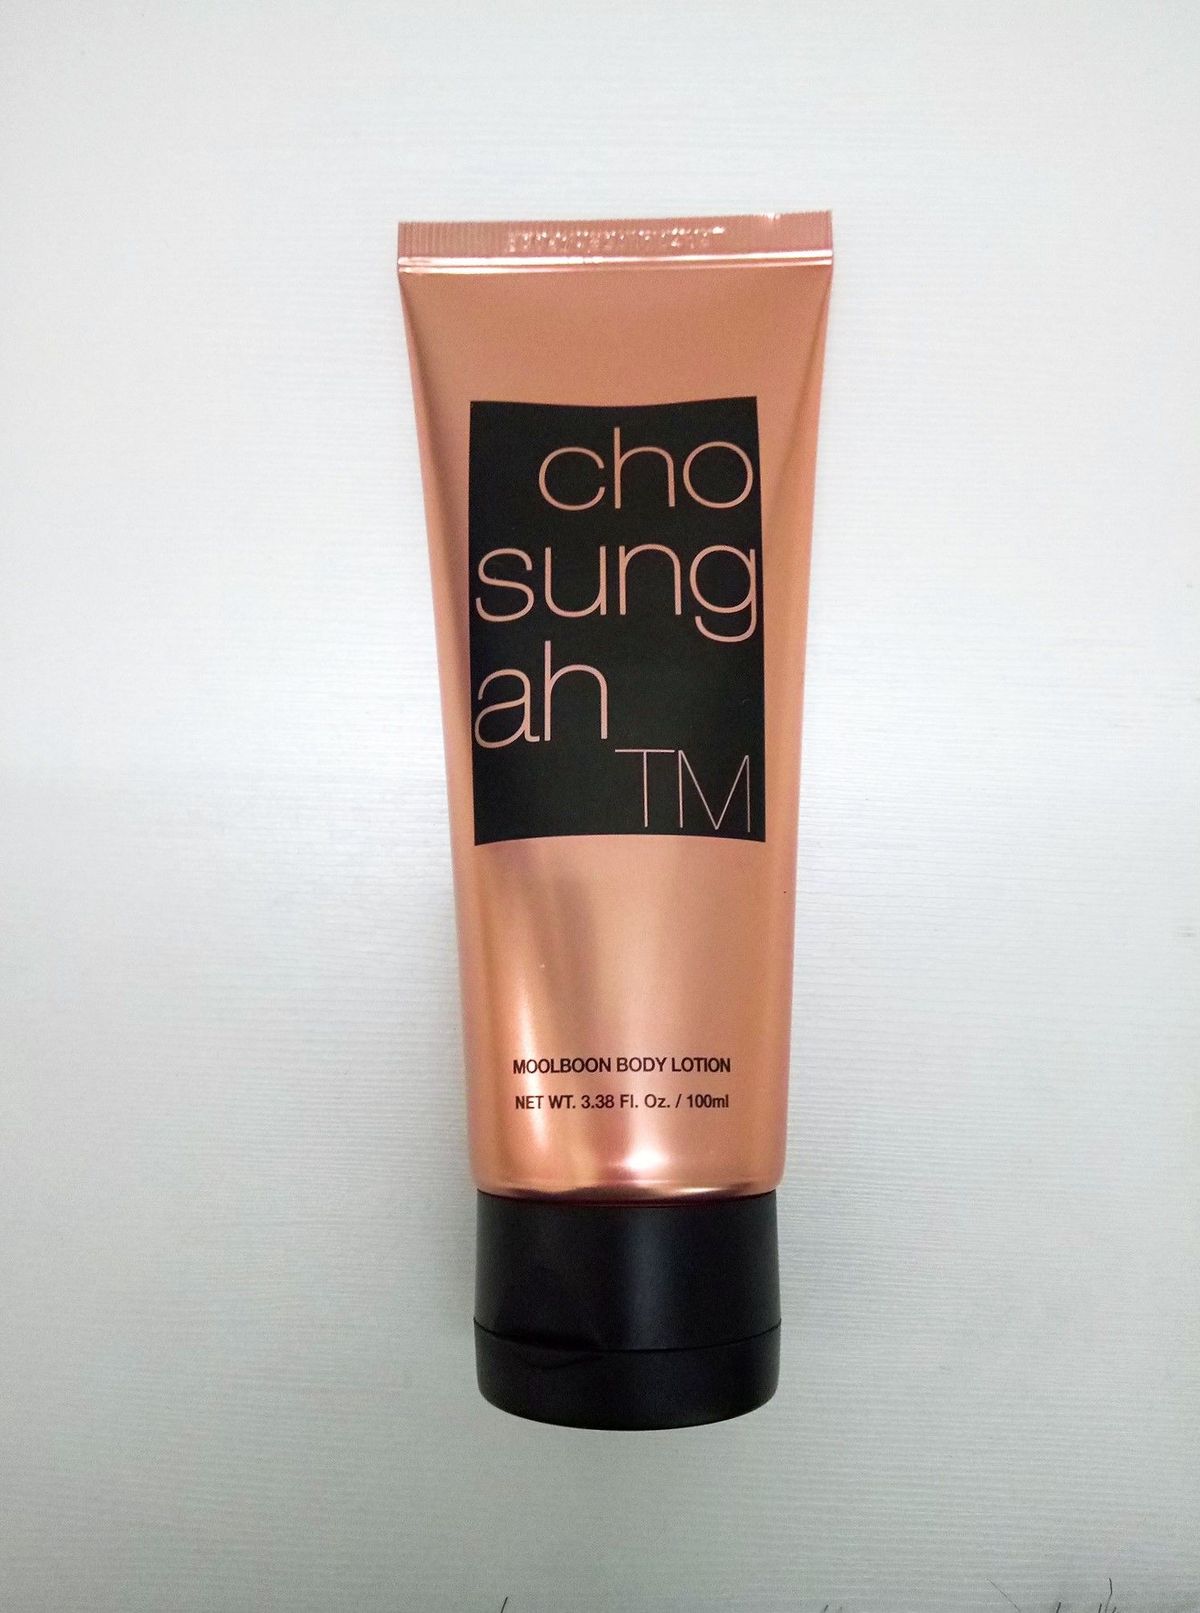 cho
sung
ah
TM
MOOLBOON BODY LOTION
NET WT. 3.38 Fl. Oz. / 100ml